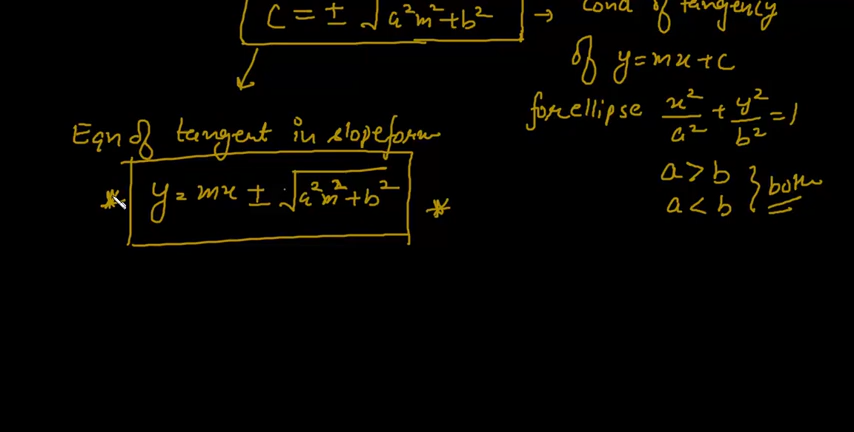 C = ± √a²m²+b² → Cond of tangency
of y=mx+c
for ellipse x²/a² + y²/b² = 1
a > b } both
a < b
Eqn of tangent in slope form
* y = mx ± √a²m²+b² *